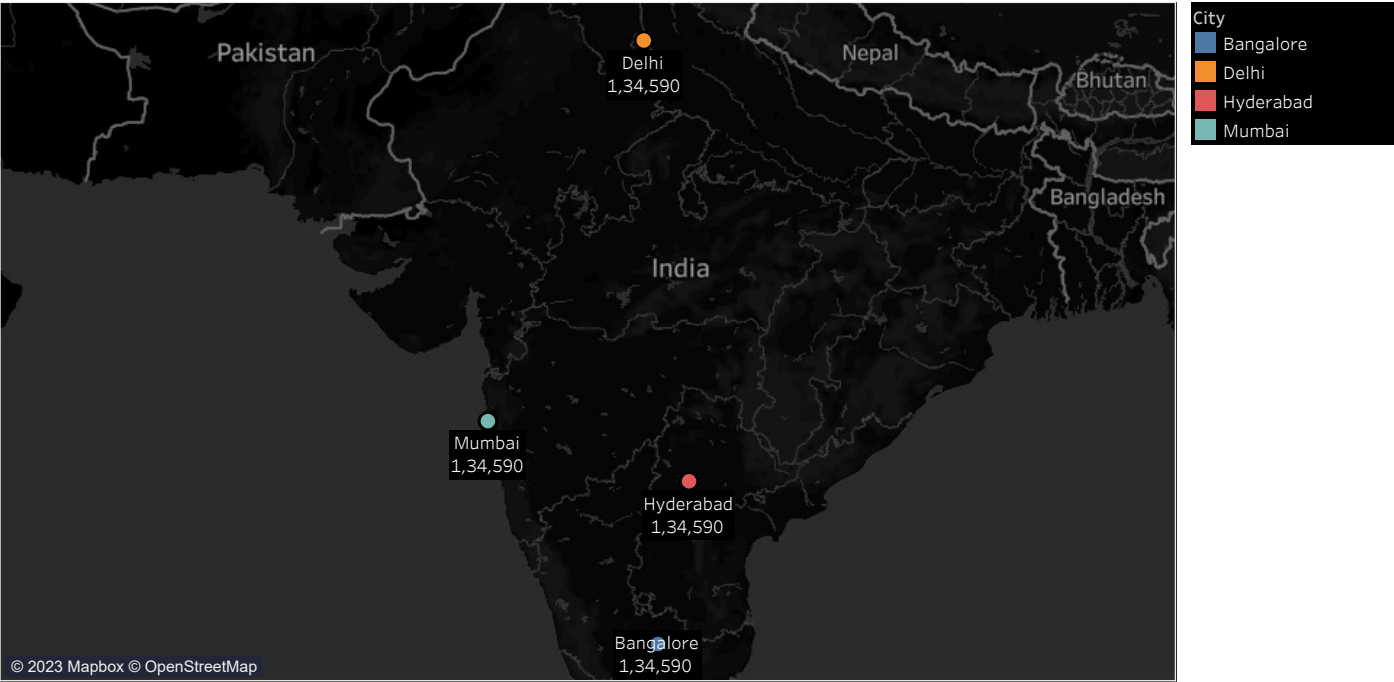 Pakistan
Delhi
1,34,590
Nepal
Bhutan
Bangladesh
India
Mumbai
1,34,590
Hyderabad
1,34,590
Bangalore
1,34,590
© 2023 Mapbox © OpenStreetMap
City
Bangalore
Delhi
Hyderabad
Mumbai